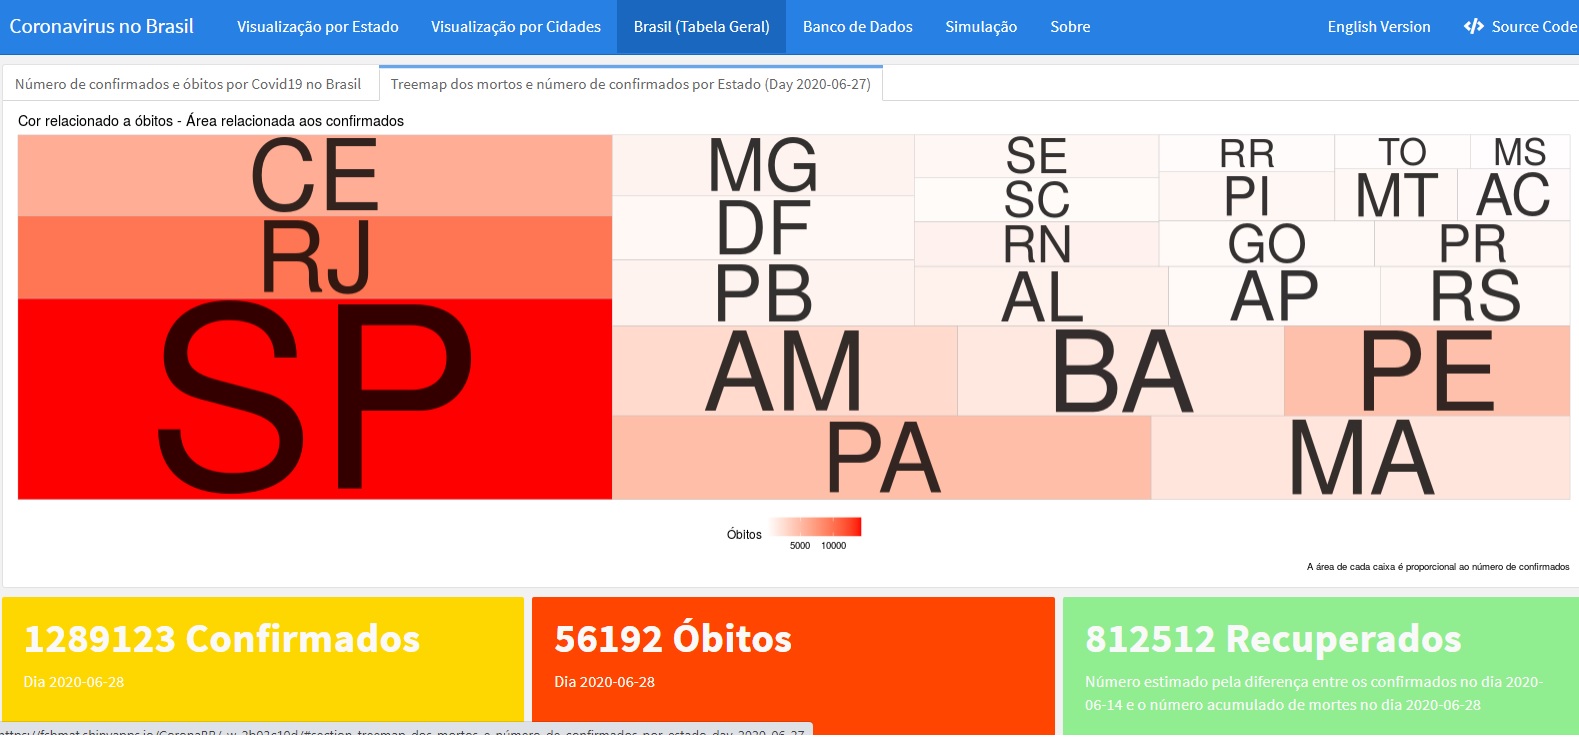 Coronavirus no Brasil Visualização por Estado Visualização por Cidades Brasil (Tabela Geral) Banco de Dados Simulação Sobre English Version Source Code
Número de confirmados e óbitos por Covid19 no Brasil Treemap dos mortos e número de confirmados por Estado (Day 2020-06-27)
Cor relacionado a óbitos - Área relacionada aos confirmados
CE
RJ
SP
MG
DF
PB
SE
SC
RN
AL
RR
PI
TO
MS
MT
AC
GO
PR
AP
RS
AM
BA
PE
PA
MA
Óbitos
5000 10000
A área de cada caixa é proporcional ao número de confirmados
1289123 Confirmados
Dia 2020-06-28
56192 Óbitos
Dia 2020-06-28
812512 Recuperados
Número estimado pela diferença entre os confirmados no dia 2020-
06-14 e o número acumulado de mortes no dia 2020-06-28